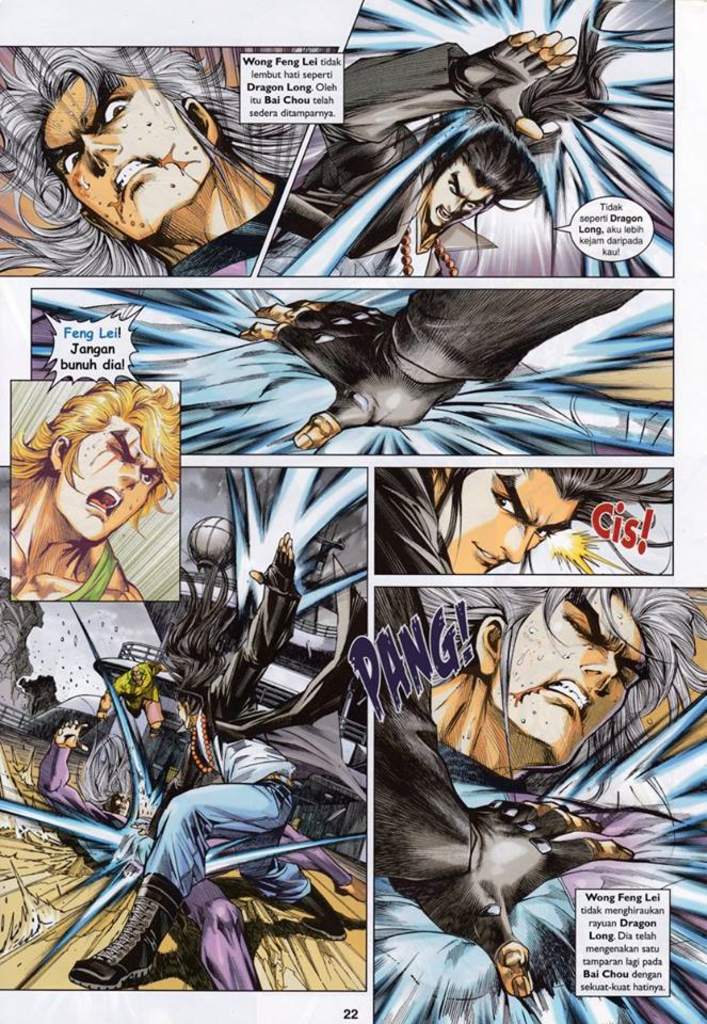 Wong Feng Lei tidak
lembut hati seperti
Dragon Long. Oleh
itu Bai Chou telah
sedera ditamparnya.
Tidak
seperti Dragon
Long, aku lebih
kejam daripada
kau!
Feng Lei!
Jangan
bunuh dia!
Cis!
PANG!
Wong Feng Lei
tidak menghiraukan
rayuan Dragon
Long. Dia telah
mengenakan satu
tamparan lagi pada
Bai Chou dengan
sekuat-kuat hatinya.
22